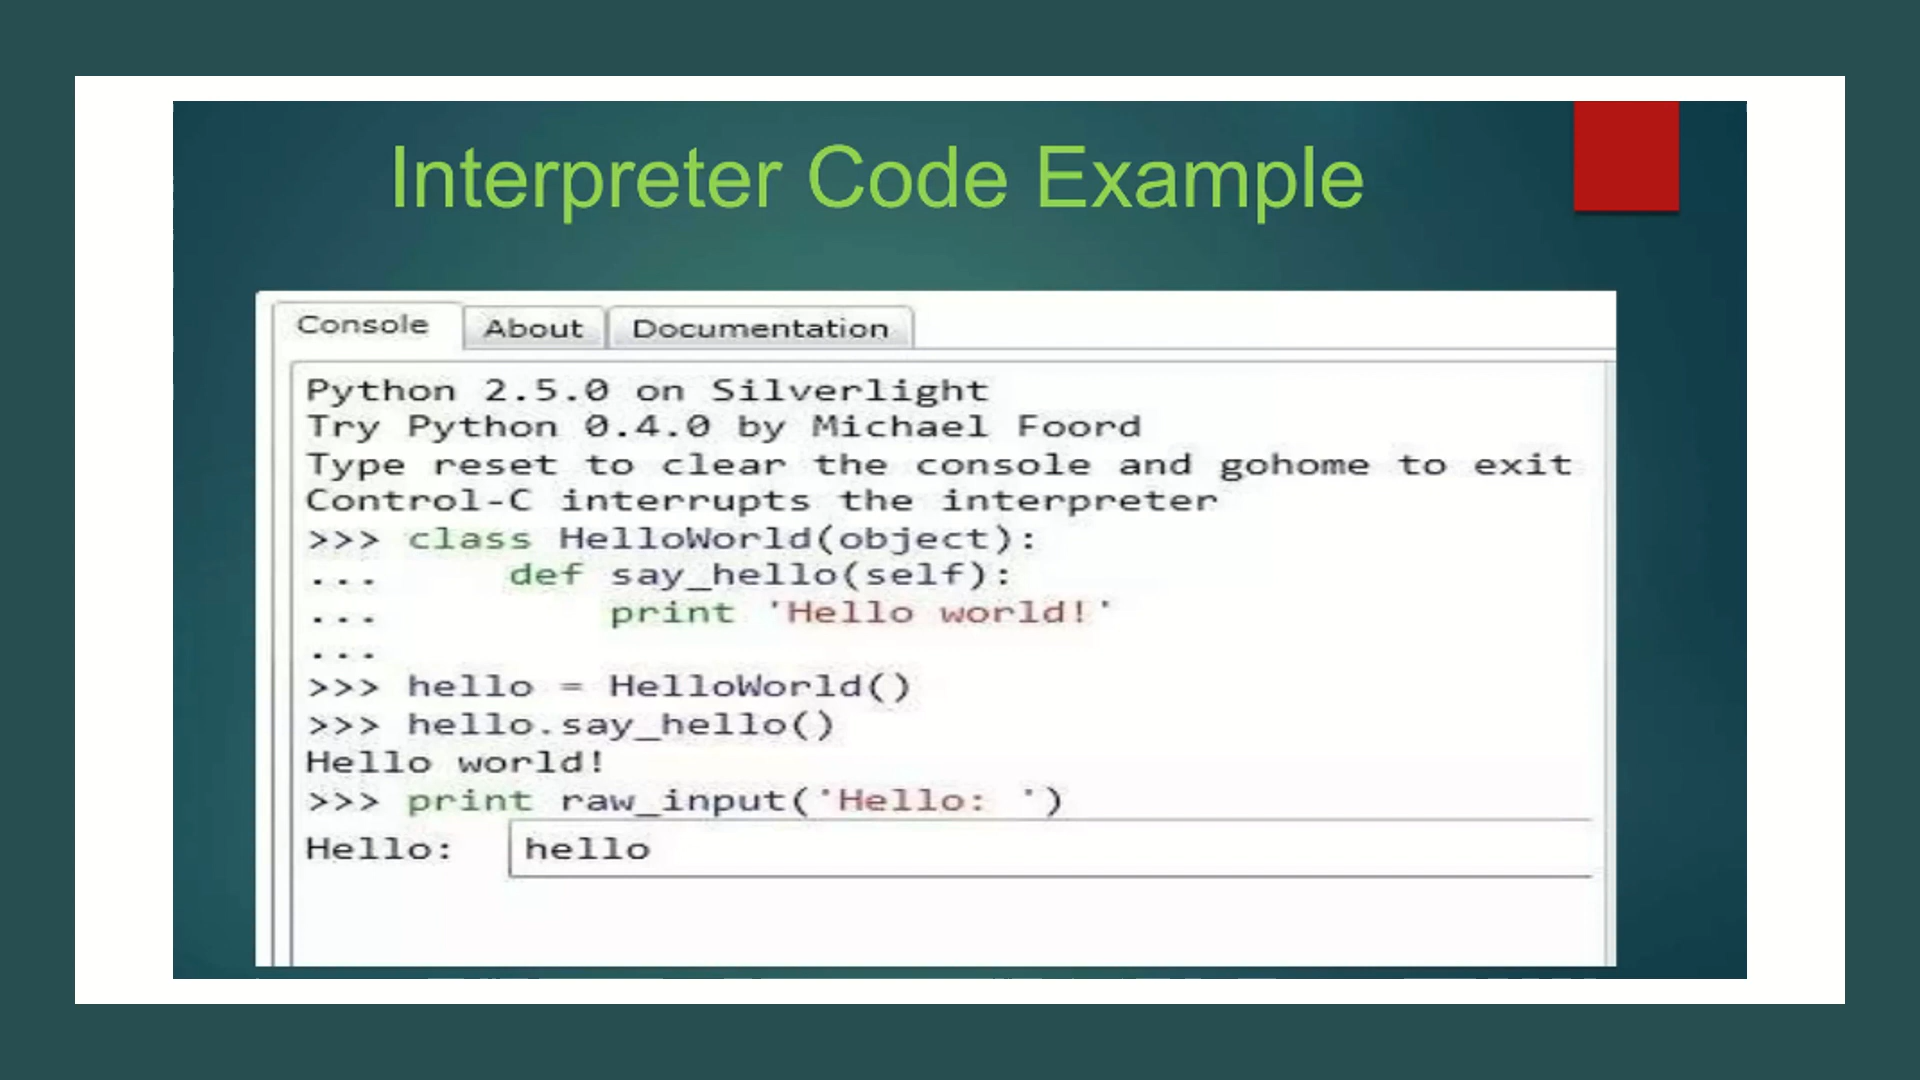 Interpreter Code Example
Console About Documentation
Python 2.5.0 on Silverlight
Try Python 0.4.0 by Michael Foord
Type reset to clear the console and gohome to exit
Control-C interrupts the interpreter
>>> class HelloWorld(object):
...     def say_hello(self):
...         print 'Hello world!'
...
>>> hello = HelloWorld()
>>> hello.say_hello()
Hello world!
>>> print raw_input('Hello: ')
Hello: hello